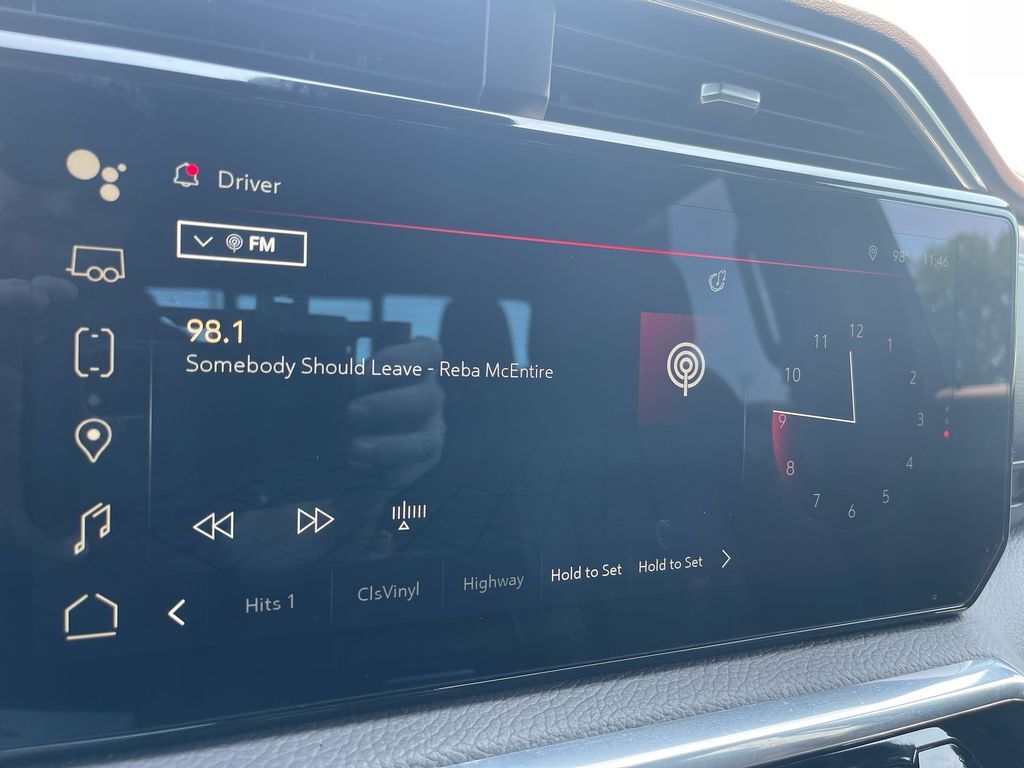 Driver
FM
98° 11:46
98.1
Somebody Should Leave - Reba McEntire
12
11 1
10 2
9 3
8 4
7 5
6
Hits 1 ClsVinyl Highway Hold to Set Hold to Set